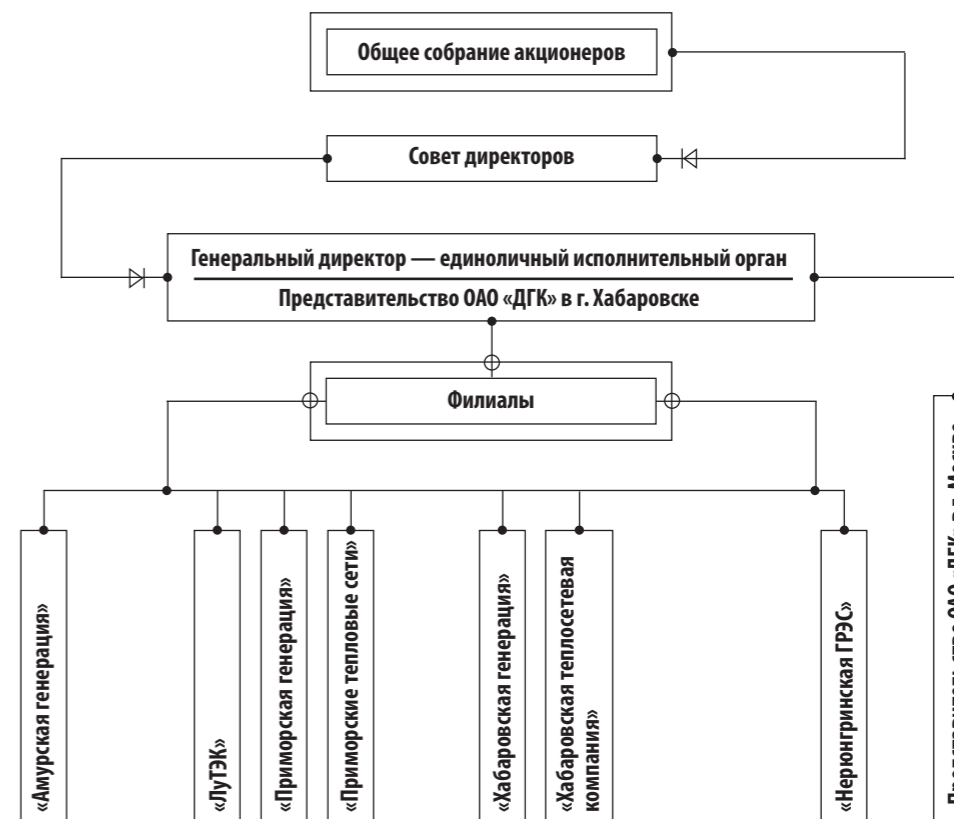 Общее собрание акционеров
Совет директоров
Генеральный директор — единоличный исполнительный орган
Представительство ОАО «ДГК» в г. Хабаровске
Филиалы
«Амурская генерация»
«ЛуТЭК»
«Приморская генерация»
«Приморские тепловые сети»
«Хабаровская генерация»
«Хабаровская теплосетевая
компания»
«Нерюнгринская ГРЭС»